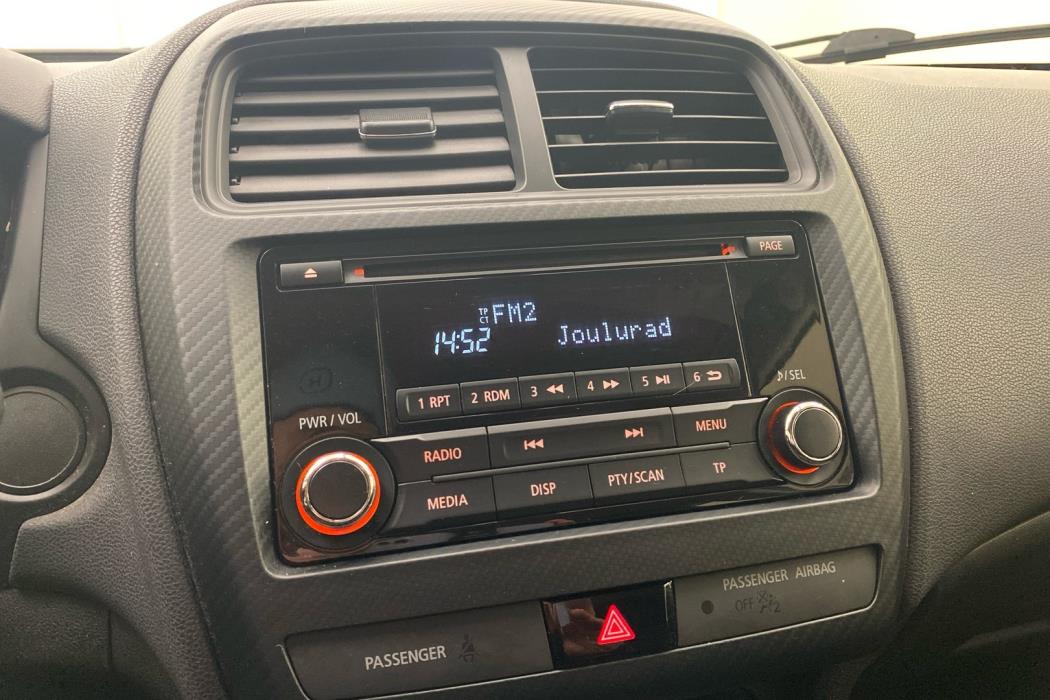 PAGE
TP
CT
FM2
14:52
Joulurad
1 RPT
2 RDM
3
4
5
6
♪/SEL
PWR / VOL
RADIO
MENU
MEDIA
DISP
PTY/SCAN
TP
PASSENGER AIRBAG
OFF
2
PASSENGER